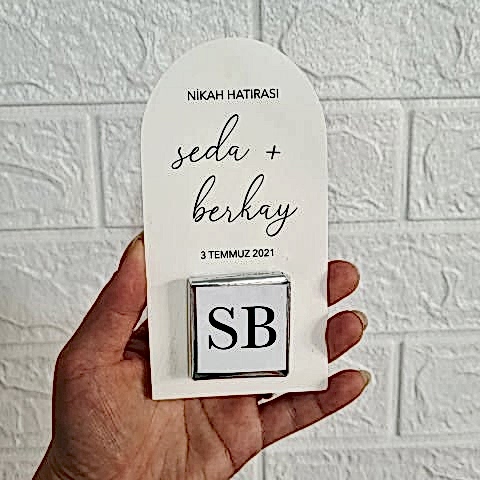 NİKAH HATIRASI
seda +
berkay
3 TEMMUZ 2021
SB